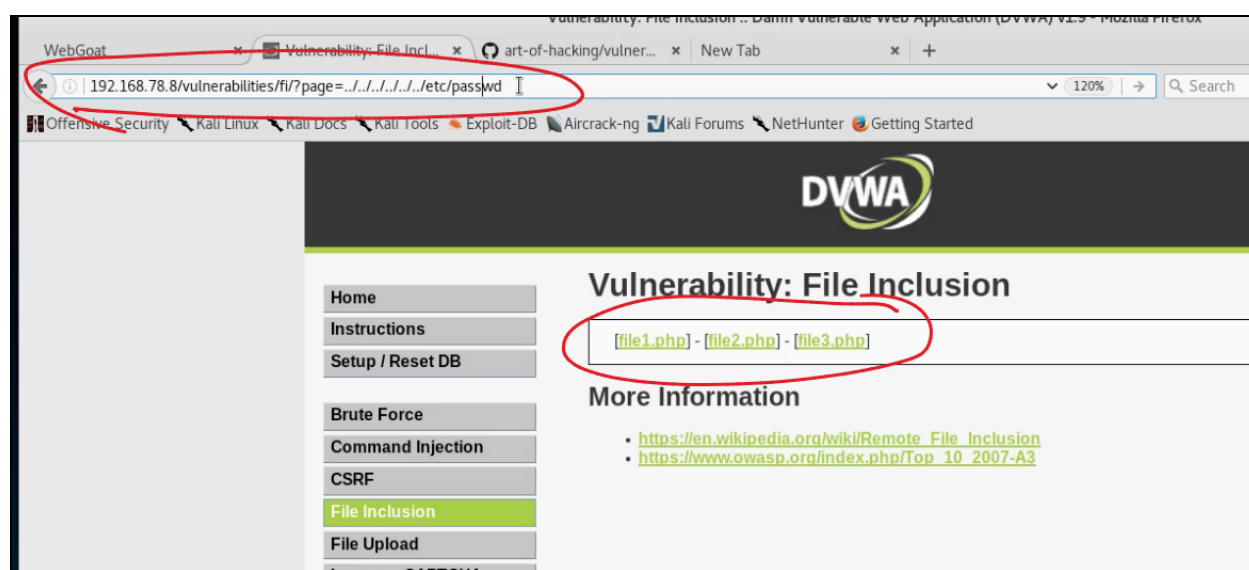 Vulnerability: File Inclusion :: Damn Vulnerable Web Application (DVWA) v1.9 - Mozilla Firefox
WebGoat × Vulnerability: File Incl... × art-of-hacking/vulner... × New Tab × +
192.168.78.8/vulnerabilities/fi/?page=../../../../../../etc/passwd 120% Search
Offensive Security Kali Linux Kali Docs Kali Tools Exploit-DB Aircrack-ng Kali Forums NetHunter Getting Started
DVWA
Home
Instructions
Setup / Reset DB
Brute Force
Command Injection
CSRF
File Inclusion
File Upload
Vulnerability: File Inclusion
[file1.php] - [file2.php] - [file3.php]
More Information
• https://en.wikipedia.org/wiki/Remote_File_Inclusion
• https://www.owasp.org/index.php/Top_10_2007-A3